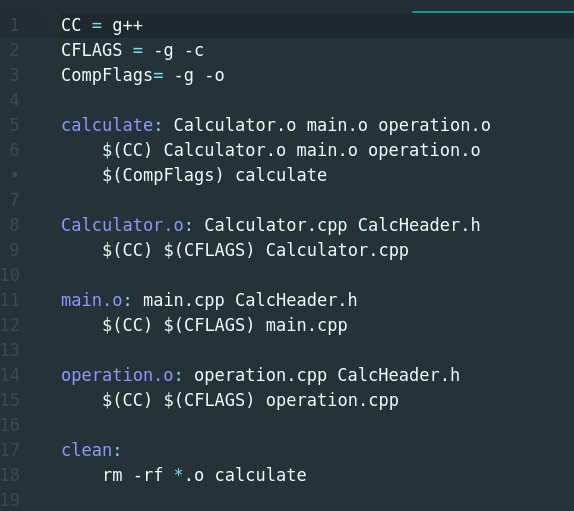 1 CC = g++
2 CFLAGS = -g -c
3 CompFlags= -g -o
4
5 calculate: Calculator.o main.o operation.o
6     $(CC) Calculator.o main.o operation.o
•     $(CompFlags) calculate
7
8 Calculator.o: Calculator.cpp CalcHeader.h
9     $(CC) $(CFLAGS) Calculator.cpp
10
11 main.o: main.cpp CalcHeader.h
12     $(CC) $(CFLAGS) main.cpp
13
14 operation.o: operation.cpp CalcHeader.h
15     $(CC) $(CFLAGS) operation.cpp
16
17 clean:
18     rm -rf *.o calculate
19